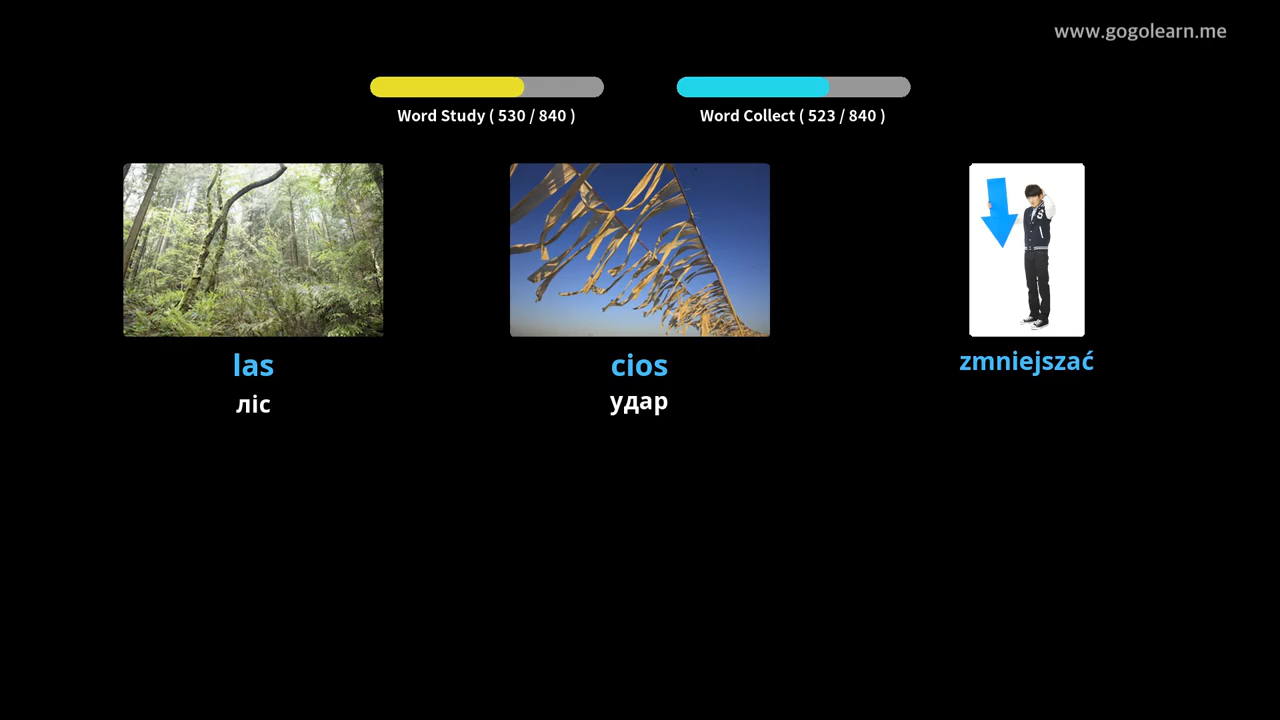 www.gogolearn.me
Word Study ( 530 / 840 )
Word Collect ( 523 / 840 )
las
ліс
cios
удар
zmniejszać